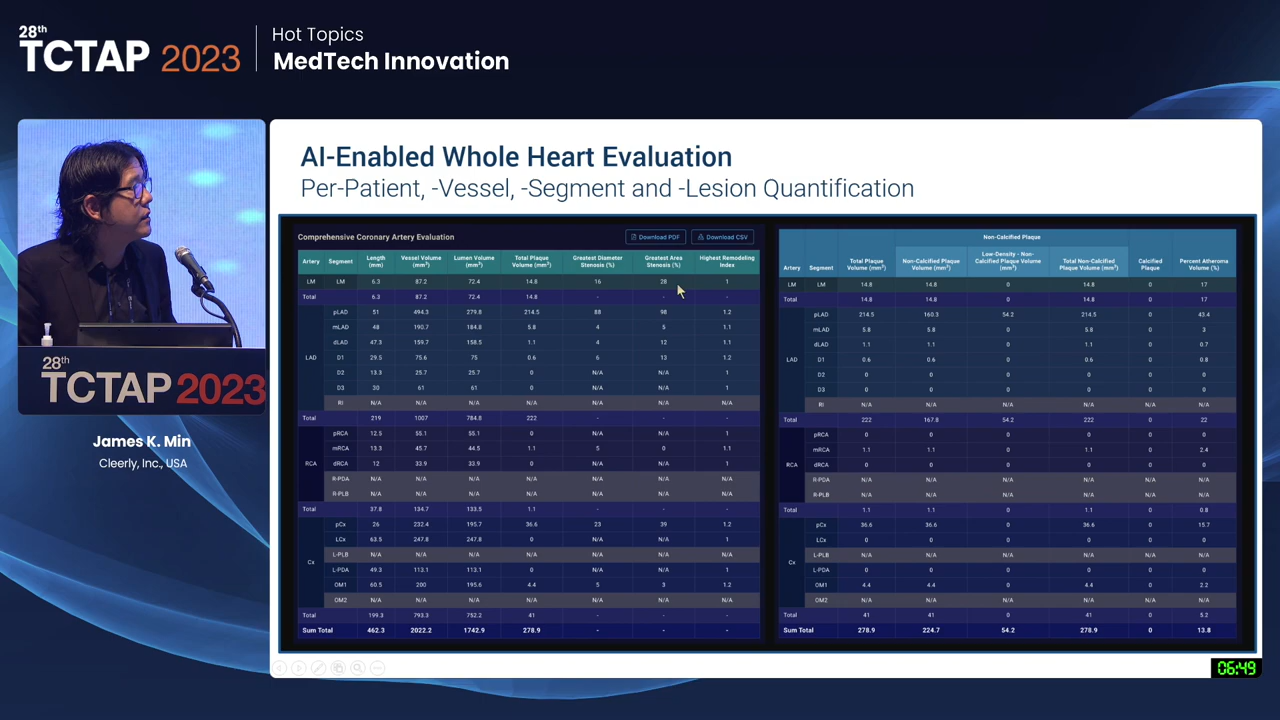 28th
TCTAP 2023
Hot Topics
MedTech Innovation
28th
TCTAP 2023
James K. Min
Cleerly, Inc., USA
AI-Enabled Whole Heart Evaluation
Per-Patient, -Vessel, -Segment and -Lesion Quantification
Comprehensive Coronary Artery Evaluation
Download PDF
Download CSV
Artery Segment Length (mm) Vessel Volume (mm³) Lumen Volume (mm³) Total Plaque Volume (mm³) Greatest Diameter Stenosis (%) Greatest Area Stenosis (%) Highest Remodeling Index
LM LM 6.3 87.2 72.4 14.8 16 28 1
Total 6.3 87.2 72.4 14.8 - - -
pLAD 51 494.3 279.8 214.5 88 98 1.2
mLAD 48 190.7 184.8 5.8 4 5 1.1
dLAD 47.3 159.7 158.5 1.1 4 12 1.1
LAD D1 29.5 75.6 75 0.6 6 13 1.2
D2 13.3 25.7 25.7 0 N/A N/A 1
D3 30 61 61 0 N/A N/A 1
RI N/A N/A N/A N/A N/A N/A N/A
Total 219 1007 784.8 222 - - -
pRCA 12.5 55.1 55.1 0 N/A N/A 1
mRCA 13.3 45.7 44.5 1.1 5 0 1.1
RCA dRCA 12 33.9 33.9 0 N/A N/A 1
R-PDA N/A N/A N/A N/A N/A N/A N/A
R-PLB N/A N/A N/A N/A N/A N/A N/A
Total 37.8 134.7 133.5 1.1 - - -
pCx 26 232.4 195.7 36.6 23 39 1.2
LCx 63.5 247.8 247.8 0 N/A N/A 1
Cx L-PLB N/A N/A N/A N/A N/A N/A N/A
L-PDA 49.3 113.1 113.1 0 N/A N/A 1
OM1 60.5 200 195.6 4.4 5 3 1.2
OM2 N/A N/A N/A N/A N/A N/A N/A
Total 199.3 793.3 752.2 41 - - -
Sum Total 462.3 2022.2 1742.9 278.9 - - -
Non-Calcified Plaque
Artery Segment Total Plaque Volume (mm³) Non-Calcified Plaque Volume (mm³) Low-Density - Non-Calcified Plaque Volume (mm³) Total Non-Calcified Plaque Volume (mm³) Calcified Plaque Percent Atheroma Volume (%)
LM LM 14.8 14.8 0 14.8 0 17
Total 14.8 14.8 0 14.8 0 17
pLAD 214.5 160.3 54.2 214.5 0 43.4
mLAD 5.8 5.8 0 5.8 0 3
dLAD 1.1 1.1 0 1.1 0 0.7
LAD D1 0.6 0.6 0 0.6 0 0.8
D2 0 0 0 0 0 0
D3 0 0 0 0 0 0
RI N/A N/A N/A N/A N/A N/A
Total 222 167.8 54.2 222 0 22
pRCA 0 0 0 0 0 0
mRCA 1.1 1.1 0 1.1 0 2.4
RCA dRCA 0 0 0 0 0 0
R-PDA N/A N/A N/A N/A N/A N/A
R-PLB N/A N/A N/A N/A N/A N/A
Total 1.1 1.1 0 1.1 0 0.8
pCx 36.6 36.6 0 36.6 0 15.7
LCx 0 0 0 0 0 0
Cx L-PLB N/A N/A N/A N/A N/A N/A
L-PDA 0 0 0 0 0 0
OM1 4.4 4.4 0 4.4 0 2.2
OM2 N/A N/A N/A N/A N/A N/A
Total 41 41 0 41 0 5.2
Sum Total 278.9 224.7 54.2 278.9 0 13.8
06:49